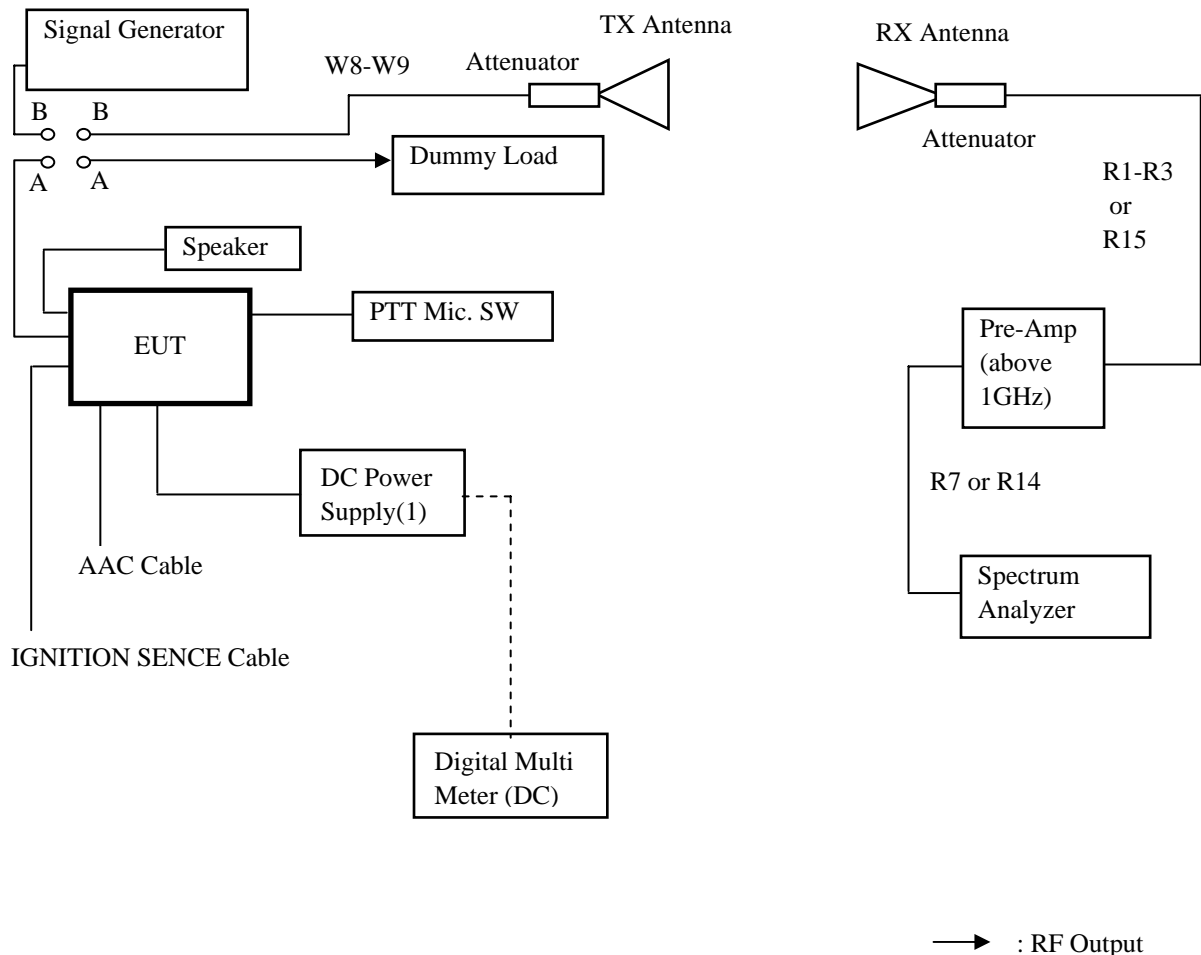 Signal Generator
TX Antenna
RX Antenna
W8-W9
Attenuator
B
B
A
A
Dummy Load
Attenuator
R1-R3
or
R15
Speaker
EUT
PTT Mic. SW
Pre-Amp
(above
1GHz)
DC Power
Supply(1)
R7 or R14
AAC Cable
Spectrum
Analyzer
IGNITION SENCE Cable
Digital Multi
Meter (DC)
: RF Output